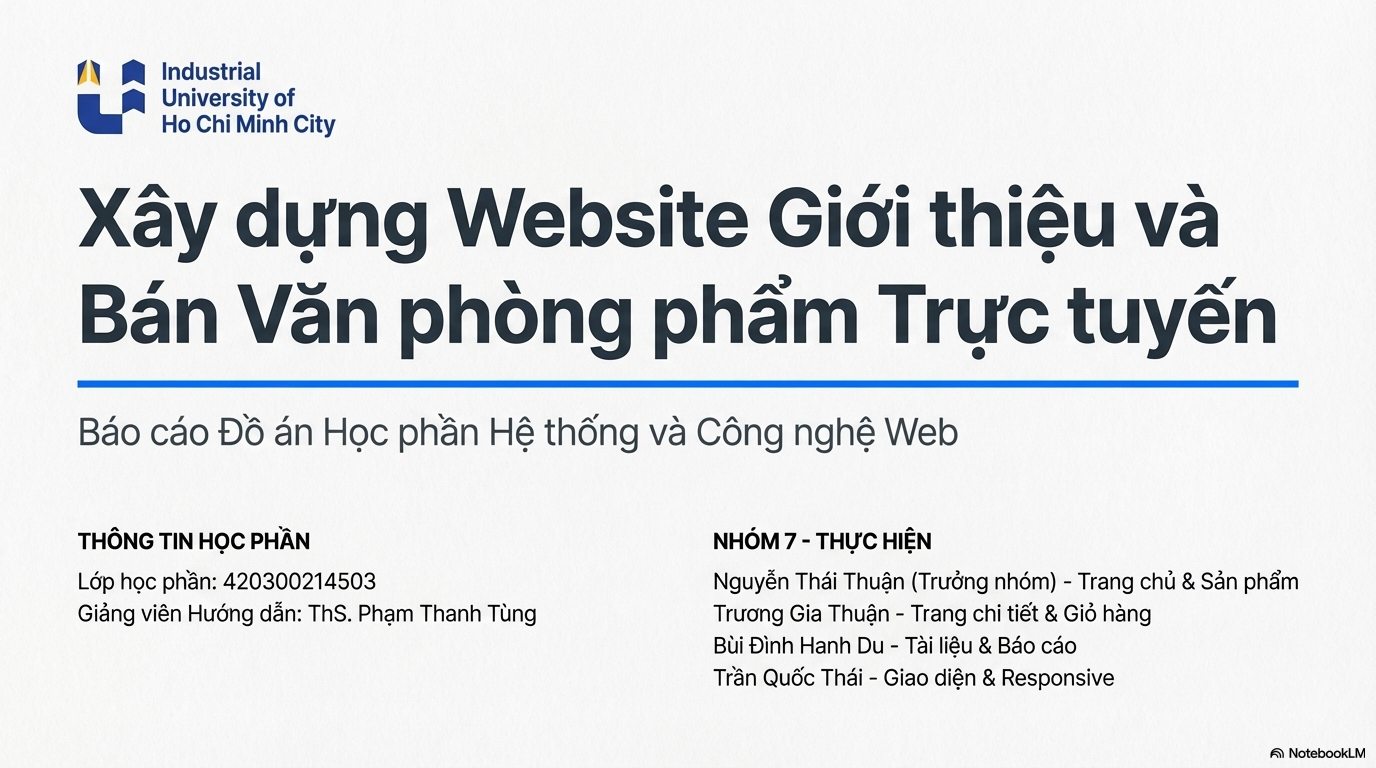 Industrial
University of
Ho Chi Minh City
Xây dựng Website Giới thiệu và
Bán Văn phòng phẩm Trực tuyến
Báo cáo Đồ án Học phần Hệ thống và Công nghệ Web
THÔNG TIN HỌC PHẦN
Lớp học phần: 420300214503
Giảng viên Hướng dẫn: ThS. Phạm Thanh Tùng
NHÓM 7 - THỰC HIỆN
Nguyễn Thái Thuận (Trưởng nhóm) - Trang chủ & Sản phẩm
Trương Gia Thuận - Trang chi tiết & Giỏ hàng
Bùi Đình Hanh Du - Tài liệu & Báo cáo
Trần Quốc Thái - Giao diện & Responsive
NotebookLM